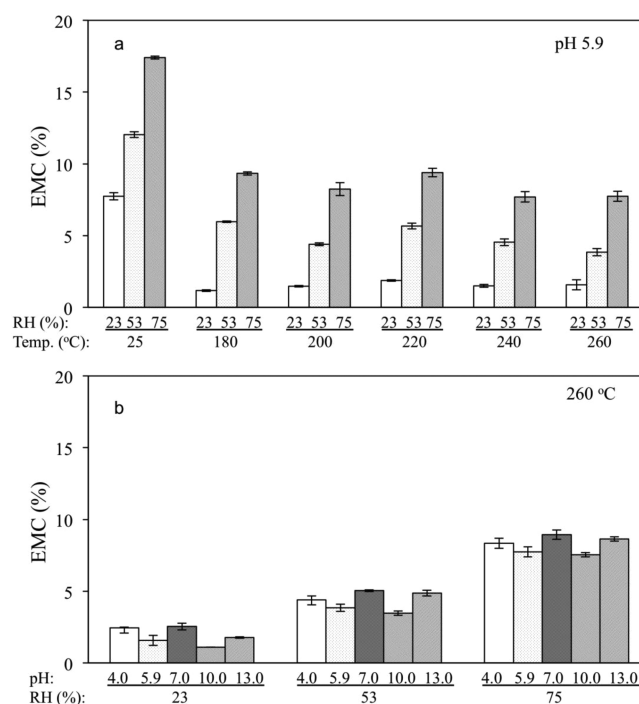 20
a
pH 5.9
15
EMC (%)
10
5
0
RH (%): 23 53 75 23 53 75 23 53 75 23 53 75 23 53 75 23 53 75
Temp. (ºC): 25 180 200 220 240 260
20
b
260 ºC
15
EMC (%)
10
5
0
pH: 4.0 5.9 7.0 10.0 13.0 4.0 5.9 7.0 10.0 13.0 4.0 5.9 7.0 10.0 13.0
RH (%): 23 53 75